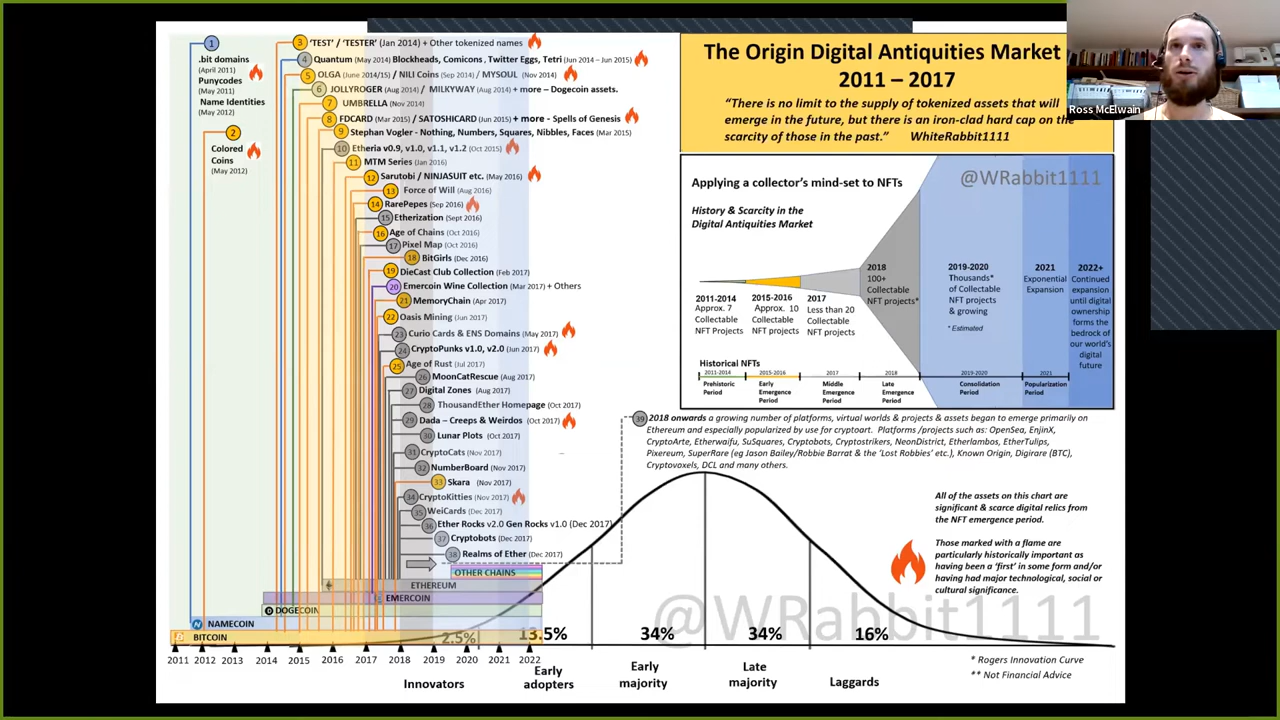 1
.bit domains
(April 2011)
Punycodes
(May 2011)
Name Identities
(May 2012)
2
Colored
Coins
(May 2012)
3 'TEST' / 'TESTER' (Jan 2014) + Other tokenized names
4 Quantum (May 2014) Blockheads, Comicons, Twitter Eggs, Tetri (Jun 2014 – Jun 2015)
5 OLGA (June 2014/15) / NILI Coins (Sep 2014) / MYSOUL (Nov 2014)
6 JOLLYROGER (Aug 2014) / MILKYWAY (Aug 2014) + more – Dogecoin assets.
7 UMBRELLA (Nov 2014)
8 FDCARD (Mar 2015) / SATOSHICARD (Jun 2015) + more - Spells of Genesis
9 Stephan Vogler - Nothing, Numbers, Squares, Nibbles, Faces (Mar 2015)
10 Etheria v0.9, v1.0, v1.1, v1.2 (Oct 2015)
11 MTM Series (Jan 2016)
12 Sarutobi / NINJASUIT etc. (May 2016)
13 Force of Will (Aug 2016)
14 RarePepes (Sep 2016)
15 Etherization (Sept 2016)
16 Age of Chains (Oct 2016)
17 Pixel Map (Oct 2016)
18 BitGirls (Dec 2016)
19 DieCast Club Collection (Feb 2017)
20 Emercoin Wine Collection (Mar 2017) + Others
21 MemoryChain (Apr 2017)
22 Oasis Mining (Jun 2017)
23 Curio Cards & ENS Domains (May 2017)
24 CryptoPunks v1.0, v2.0 (Jun 2017)
25 Age of Rust (Jul 2017)
26 MoonCatRescue (Aug 2017)
27 Digital Zones (Aug 2017)
28 ThousandEther Homepage (Oct 2017)
29 Dada – Creeps & Weirdos (Oct 2017)
30 Lunar Plots (Oct 2017)
31 CryptoCats (Nov 2017)
32 NumberBoard (Nov 2017)
33 Skara (Nov 2017)
34 CryptoKitties (Nov 2017)
35 WeiCards (Dec 2017)
36 Ether Rocks v2.0 Gen Rocks v1.0 (Dec 2017)
37 Cryptobots (Dec 2017)
38 Realms of Ether (Dec 2017)
OTHER CHAINS
ETHEREUM
EMERCOIN
DOGECOIN
NAMECOIN
BITCOIN
2011 2012 2013 2014 2015 2016 2017 2018 2019 2020 2021 2022
The Origin Digital Antiquities Market
2011 – 2017
"There is no limit to the supply of tokenized assets that will
emerge in the future, but there is an iron-clad hard cap on the
scarcity of those in the past." WhiteRabbit1111
Ross McElwain
Applying a collector's mind-set to NFTs
@WRabbit1111
History & Scarcity in the
Digital Antiquities Market
2011-2014
Approx. 7
Collectable
NFT Projects
2015-2016
Approx. 10
Collectable
NFT projects
2017
Less than 20
Collectable
NFT projects
2018
100+
Collectable
NFT projects*
2019-2020
Thousands*
of Collectable
NFT projects
& growing
* Estimated
2021
Exponential
Expansion
2022+
Continued
expansion
until digital
ownership
forms the
bedrock of
our world's
digital
future
Historical NFTs
2011-2014 2015-2016 2017 2018 2019-2020 2021
Prehistoric
Period
Early
Emergence
Period
Middle
Emergence
Period
Late
Emergence
Period
Consolidation
Period
Popularization
Period
39 2018 onwards a growing number of platforms, virtual worlds & projects & assets began to emerge primarily on
Ethereum and especially popularized by use for cryptoart. Platforms /projects such as: OpenSea, EnjinX,
CryptoArte, Etherwaifu, SuSquares, Cryptobots, Cryptostrikers, NeonDistrict, Etherlambos, EtherTulips,
Pixereum, SuperRare (eg Jason Bailey/Robbie Barrat & the 'Lost Robbies' etc.), Known Origin, Digirare (BTC),
Cryptovoxels, DCL and many others.
All of the assets on this chart are
significant & scarce digital relics from
the NFT emergence period.
Those marked with a flame are
particularly historically important as
having been a 'first' in some form and/or
having had major technological, social or
cultural significance.
@WRabbit1111
2.5% 13.5% 34% 34% 16%
Innovators
Early
adopters
Early
majority
Late
majority
Laggards
* Rogers Innovation Curve
** Not Financial Advice